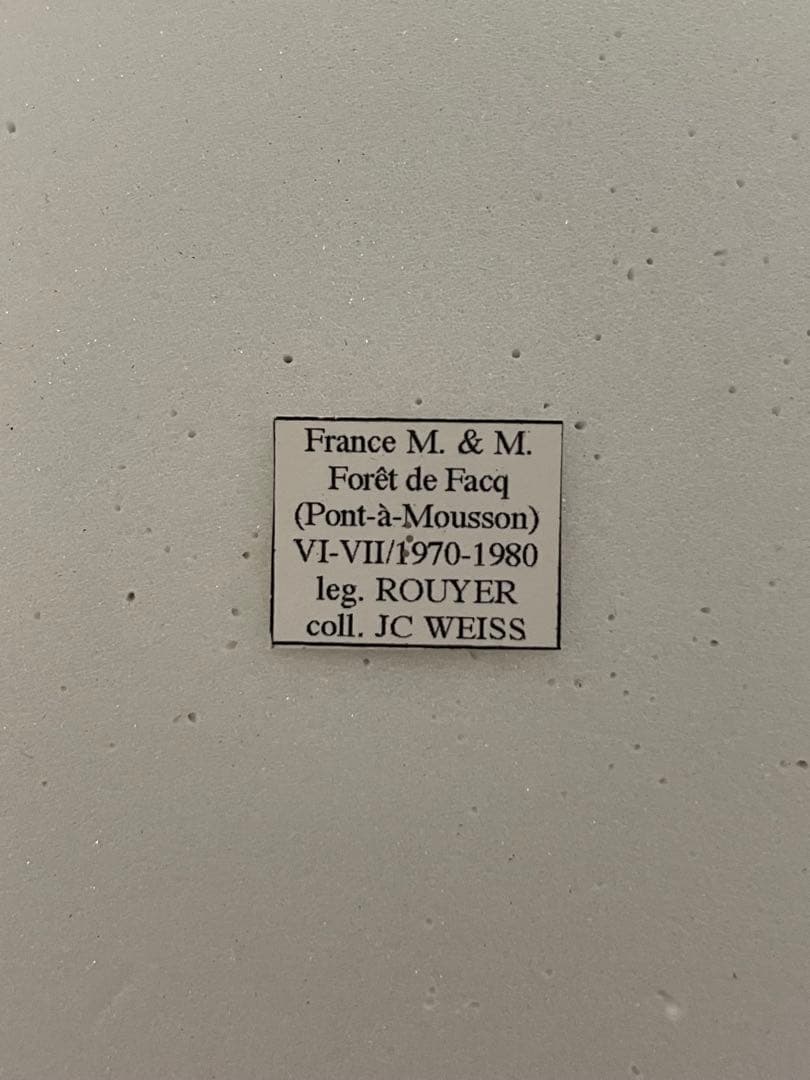 France M. & M.
Forêt de Facq
(Pont-à-Mousson)
VI-VII/1970-1980
leg. ROUYER
coll. JC WEISS